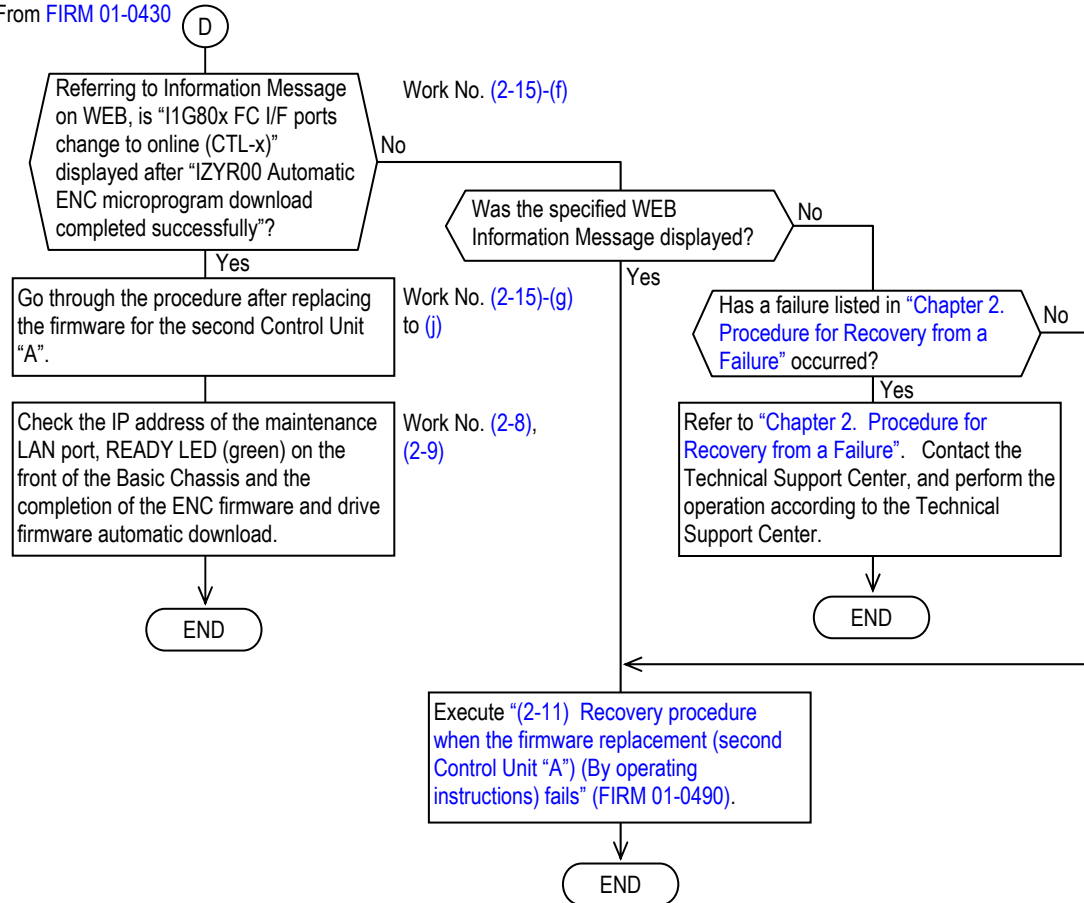 From FIRM 01-0430
D
Referring to Information Message
on WEB, is “I1G80x FC I/F ports
change to online (CTL-x)”
displayed after “IZYR00 Automatic
ENC microprogram download
completed successfully”?
Work No. (2-15)-(f)
No
Yes
Was the specified WEB
Information Message displayed?
No
Yes
Go through the procedure after replacing
the firmware for the second Control Unit
“A”.
Work No. (2-15)-(g)
to (j)
Has a failure listed in “Chapter 2.
Procedure for Recovery from a
Failure” occurred?
No
Yes
Check the IP address of the maintenance
LAN port, READY LED (green) on the
front of the Basic Chassis and the
completion of the ENC firmware and drive
firmware automatic download.
Work No. (2-8),
(2-9)
Refer to “Chapter 2. Procedure for
Recovery from a Failure”. Contact the
Technical Support Center, and perform the
operation according to the Technical
Support Center.
END
END
Execute “(2-11) Recovery procedure
when the firmware replacement (second
Control Unit “A”) (By operating
instructions) fails” (FIRM 01-0490).
END